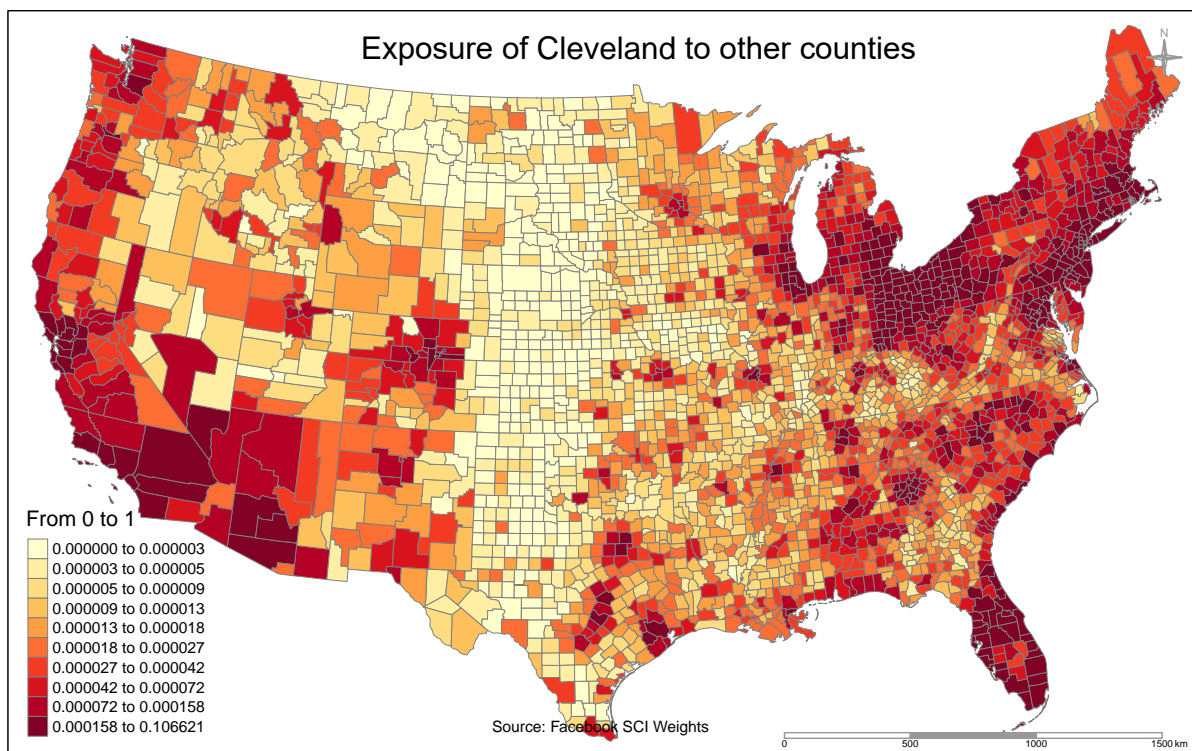 Exposure of Cleveland to other counties
N
From 0 to 1
0.000000 to 0.000003
0.000003 to 0.000005
0.000005 to 0.000009
0.000009 to 0.000013
0.000013 to 0.000018
0.000018 to 0.000027
0.000027 to 0.000042
0.000042 to 0.000072
0.000072 to 0.000158
0.000158 to 0.106621
Source: Facebook SCI Weights
0 500 1000 1500 km